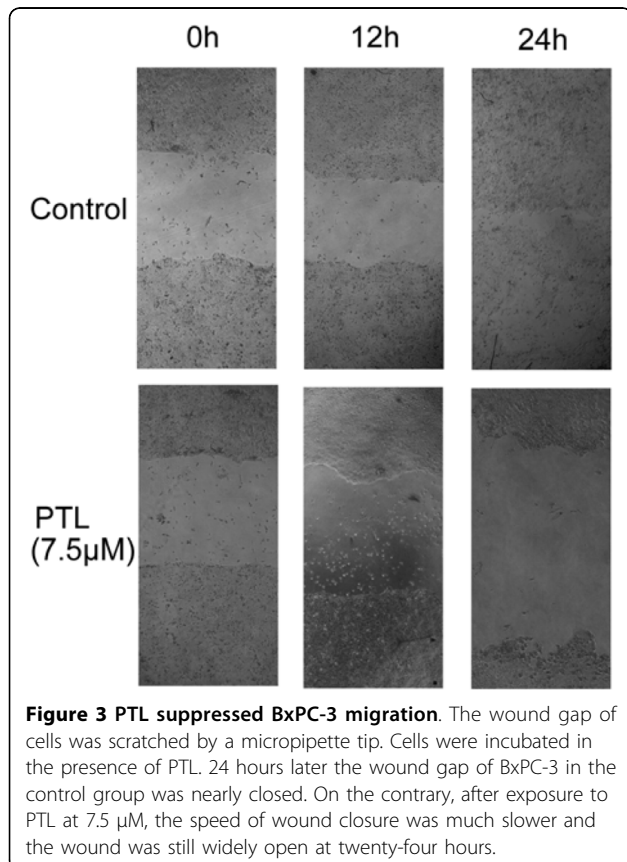 0h 12h 24h
Control
PTL
(7.5μM)
Figure 3 PTL suppressed BxPC-3 migration. The wound gap of
cells was scratched by a micropipette tip. Cells were incubated in
the presence of PTL. 24 hours later the wound gap of BxPC-3 in the
control group was nearly closed. On the contrary, after exposure to
PTL at 7.5 μM, the speed of wound closure was much slower and
the wound was still widely open at twenty-four hours.